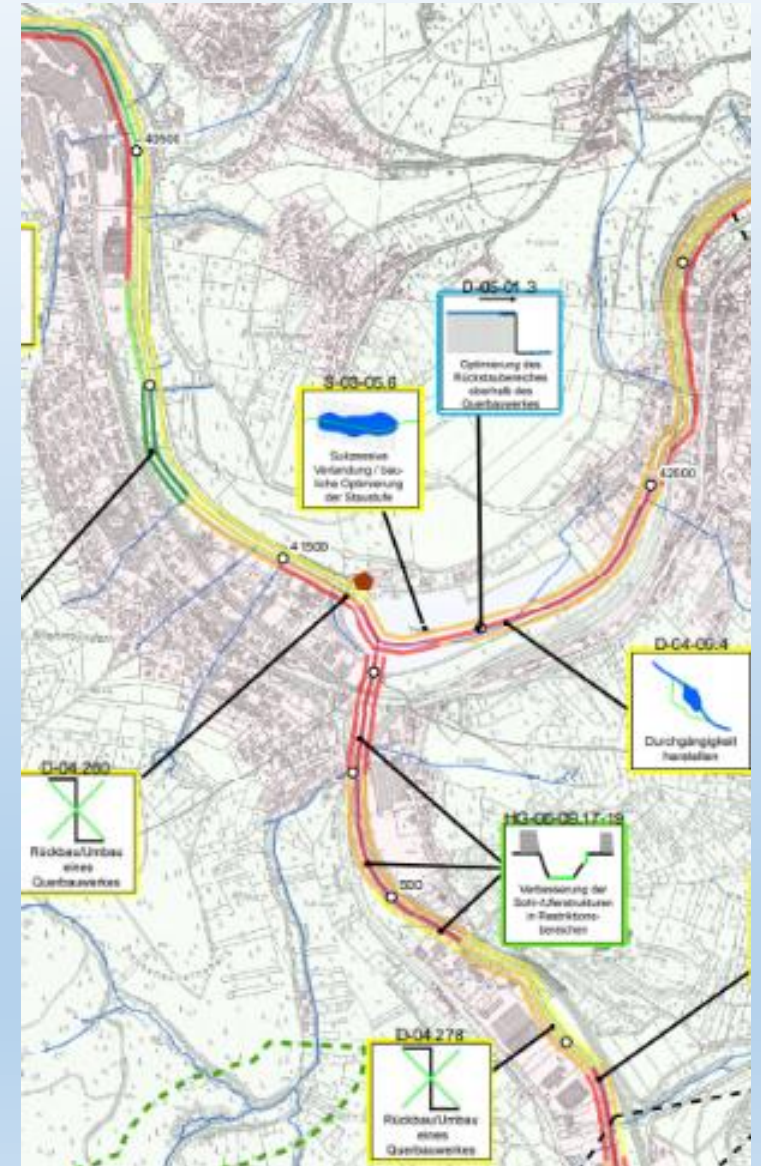 40500
D-05-01.3
Optimierung des
Rückstaubereiches
oberhalb des
Querbauwerkes
S-03-05.6
Sukzessive
Verlandung / bau-
liche Optimierung
der Staustufe
42000
41500
D-04-09.4
Durchgängigkeit
herstellen
D-04.260
Rückbau/Umbau
eines
Querbauwerkes
HG-06-08.17-19
Verbesserung der
Sohl-/Uferstrukturen
in Restriktions-
bereichen
500
D-04.278
Rückbau/Umbau
eines
Querbauwerkes